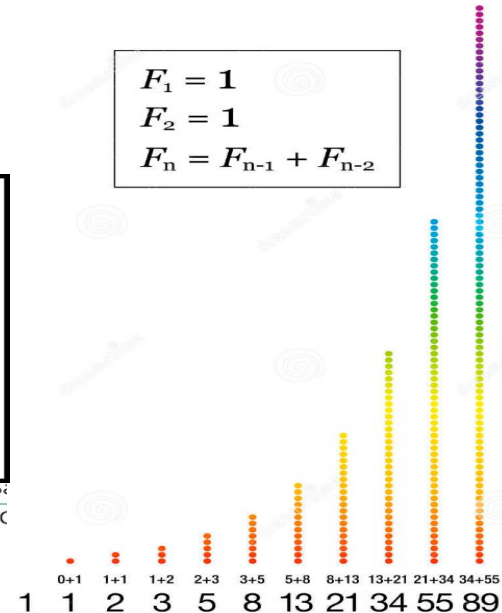 F₁ = 1
F₂ = 1
Fₙ = Fₙ₋₁ + Fₙ₋₂
0+1 1+1 1+2 2+3 3+5 5+8 8+13 13+21 21+34 34+55
1 1 2 3 5 8 13 21 34 55 89